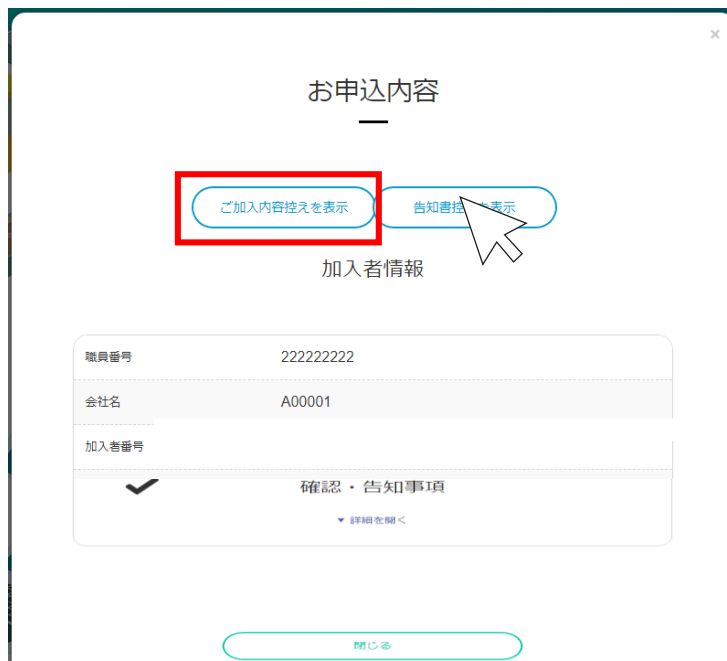 ×
お申込内容
ご加入内容控えを表示 告知書控 表示
加入者情報
職員番号 222222222
会社名 A00001
加入者番号
確認・告知事項
▼ 詳細を開く
閉じる